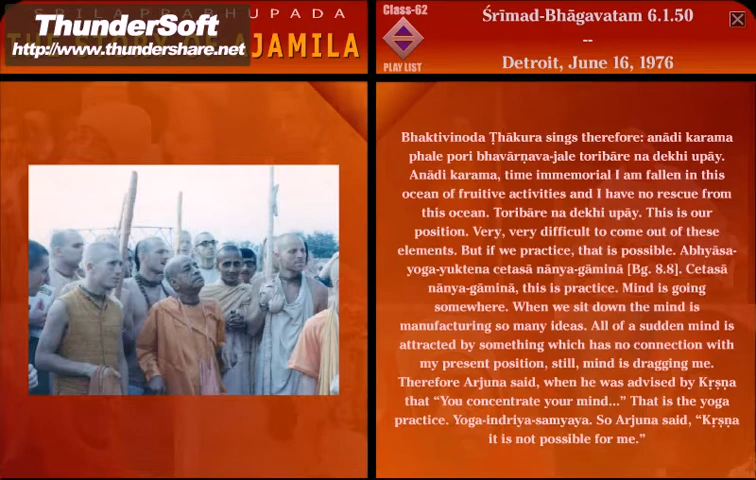 SRILA PRABHUPADA
ThunderSoft
http://www.thundershare.net
THE STORY OF AJAMILA
Class-62
PLAY LIST
Śrīmad-Bhāgavatam 6.1.50
--
Detroit, June 16, 1976
Bhaktivinoda Ṭhākura sings therefore: anādi karama
phale pori bhavārṇava-jale toribāre na dekhi upāy.
Anādi karama, time immemorial I am fallen in this
ocean of fruitive activities and I have no rescue from
this ocean. Toribāre na dekhi upāy. This is our
position. Very, very difficult to come out of these
elements. But if we practice, that is possible. Abhyāsa-
yoga-yuktena cetasā nānya-gāminā [Bg. 8.8]. Cetasā
nānya-gāminā, this is practice. Mind is going
somewhere. When we sit down the mind is
manufacturing so many ideas. All of a sudden mind is
attracted by something which has no connection with
my present position, still, mind is dragging me.
Therefore Arjuna said, when he was advised by Kṛṣṇa
that “You concentrate your mind...” That is the yoga
practice. Yoga-indriya-samyaya. So Arjuna said, “Kṛṣṇa
it is not possible for me.”